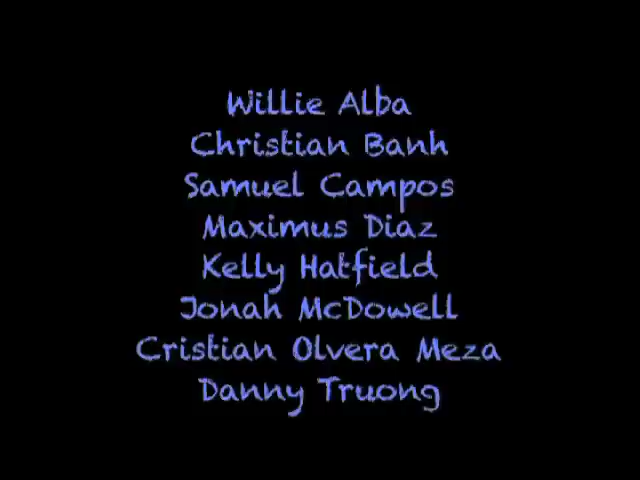 Willie Alba
Christian Banh
Samuel Campos
Maximus Diaz
Kelly Hatfield
Jonah McDowell
Cristian Olvera Meza
Danny Truong